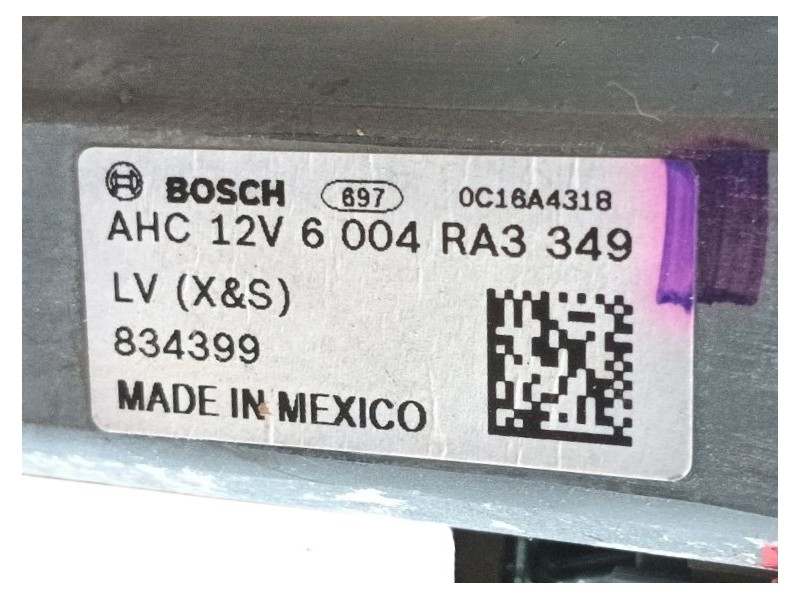 BOSCH 697 0C16A4318
AHC 12V 6 004 RA3 349
LV (X&S)
834399
MADE IN MEXICO